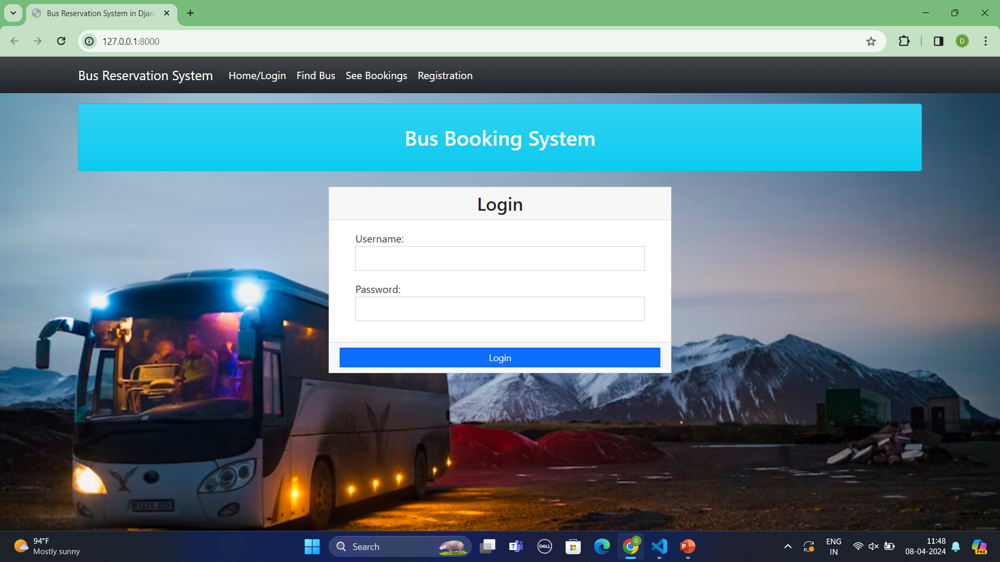 Bus Reservation System in Djan
127.0.0.1:8000
D
Bus Reservation System Home/Login Find Bus See Bookings Registration
Bus Booking System
Login
Username:
Password:
Login
94°F
Mostly sunny
Search
DELL
D
ENG
IN
11:48
08-04-2024
PRE